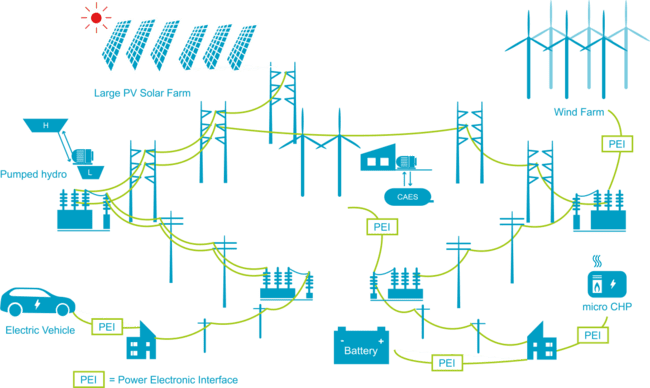 Large PV Solar Farm
Wind Farm
H
PEI
L
Pumped hydro
CAES
PEI
micro CHP
Electric Vehicle
PEI
PEI
- +
Battery
PEI
PEI = Power Electronic Interface